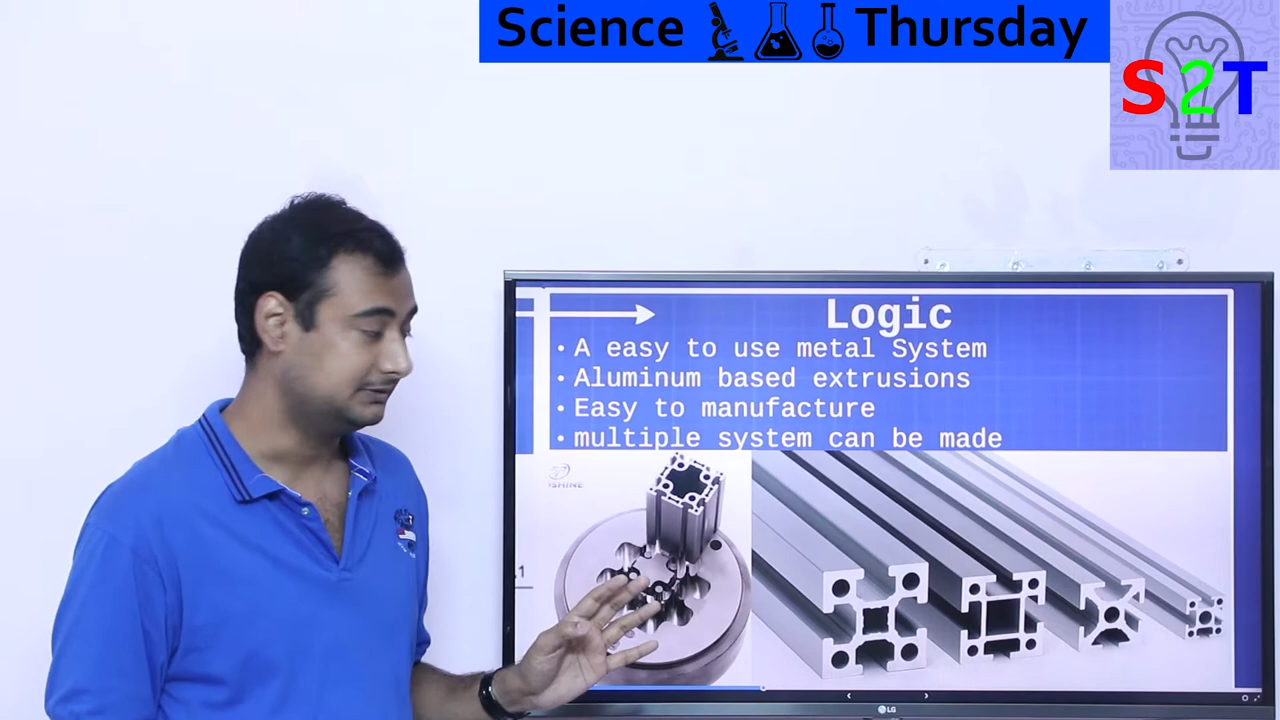 Science Thursday
S2T
Logic
• A easy to use metal System
• Aluminum based extrusions
• Easy to manufacture
• multiple system can be made
LG